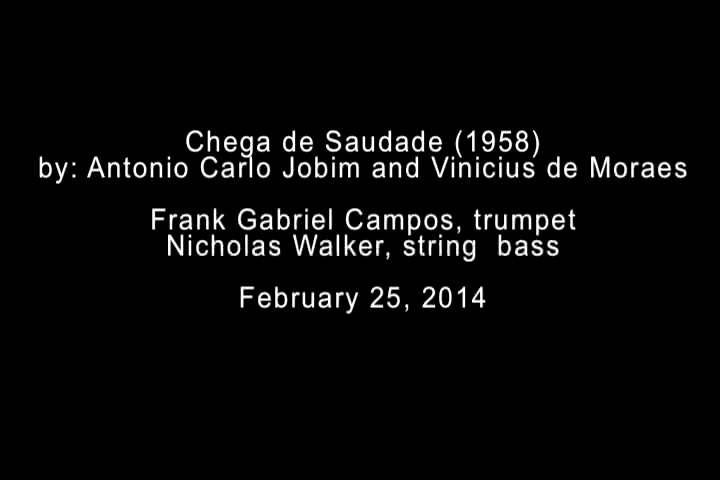 Chega de Saudade (1958)
by: Antonio Carlo Jobim and Vinicius de Moraes
Frank Gabriel Campos, trumpet
Nicholas Walker, string  bass
February 25, 2014